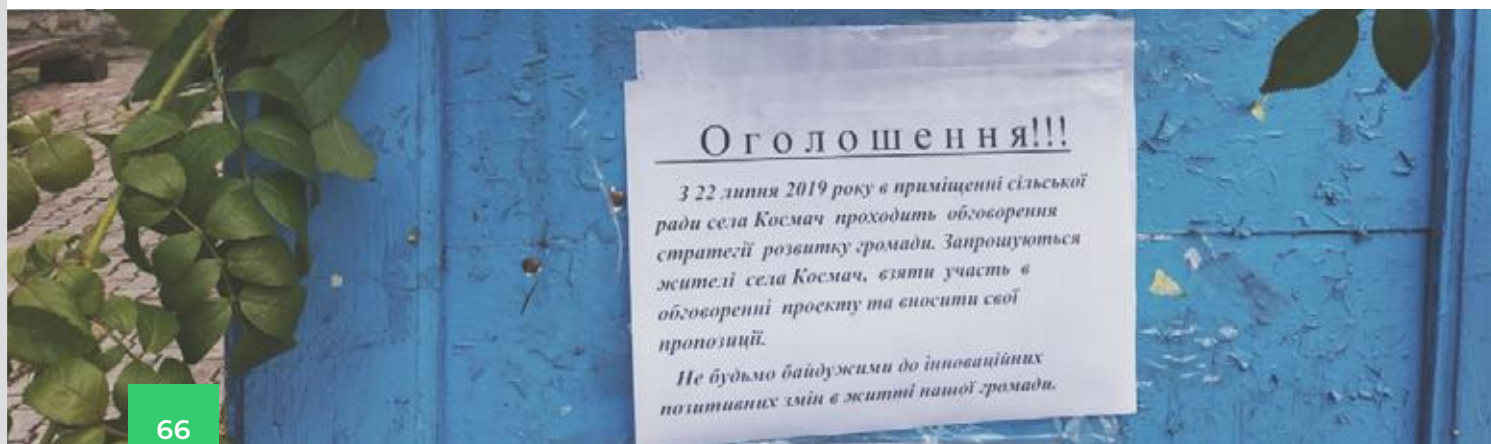 О г о л о ш е н н я!!!
З 22 липня 2019 року в приміщенні сільської
ради села Космач проходить обговорення
стратегії розвитку громади. Запрошуються
жителі села Космач, взяти участь в
обговоренні проекту та вносити свої
пропозиції.
Не будьмо байдужими до інноваційних
позитивних змін в житті нашої громади.
66